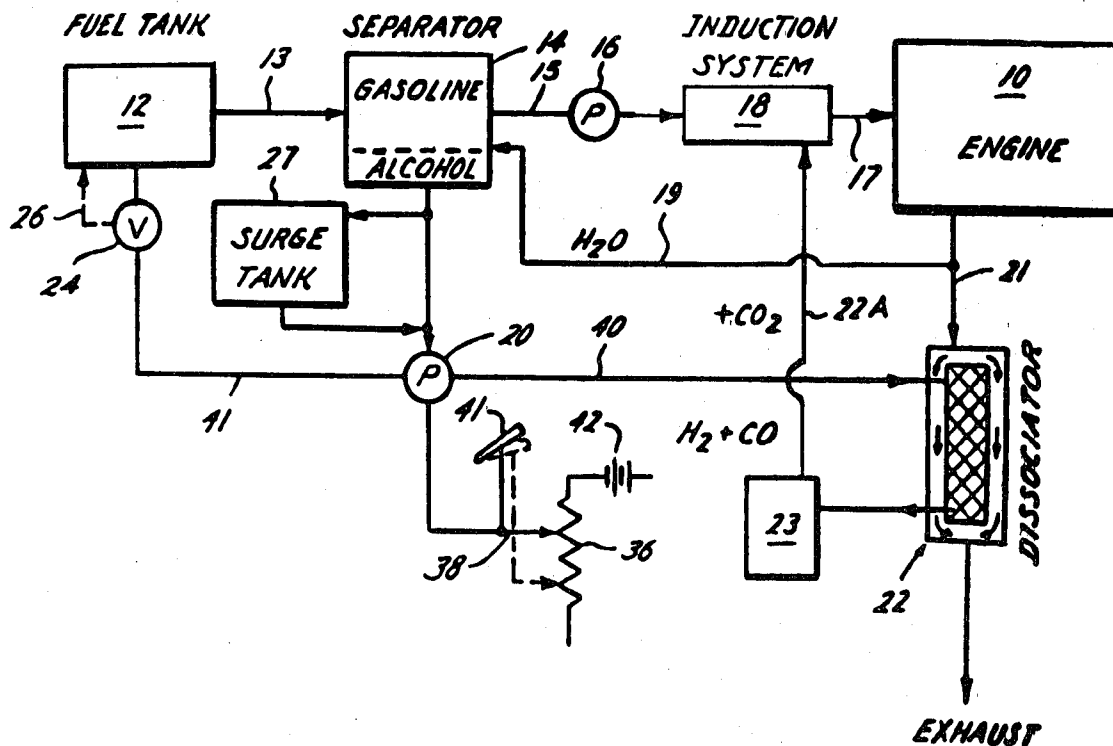 FUEL TANK
SEPARATOR
INDUCTION
SYSTEM
12
13
14
GASOLINE
ALCOHOL
15
16
P
18
17
10
ENGINE
26
V
24
27
SURGE
TANK
H₂O
19
21
+CO₂
22A
20
P
40
41
41
42
H₂ + CO
38
36
23
DISSOCIATOR
22
EXHAUST